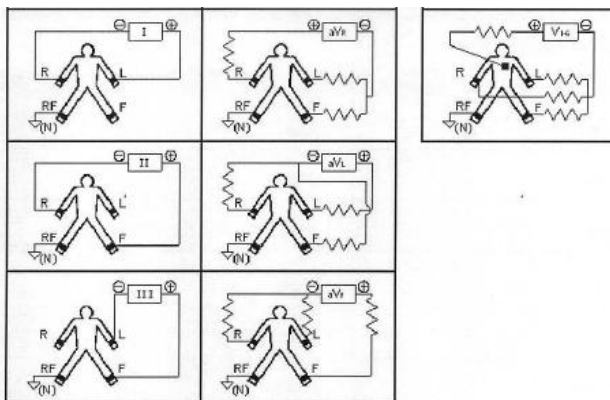 ⊖ I ⊕
R L
RF F
(N)
⊕ aVR ⊖
R L
RF F
(N)
⊕ V1-6 ⊖
R L
RF F
(N)
⊖ II ⊕
R L'
RF F
(N)
⊖ aVL ⊕
R L
RF F
(N)
⊖ III ⊕
R L
RF F
(N)
⊖ aVF ⊕
R L
RF F
(N)